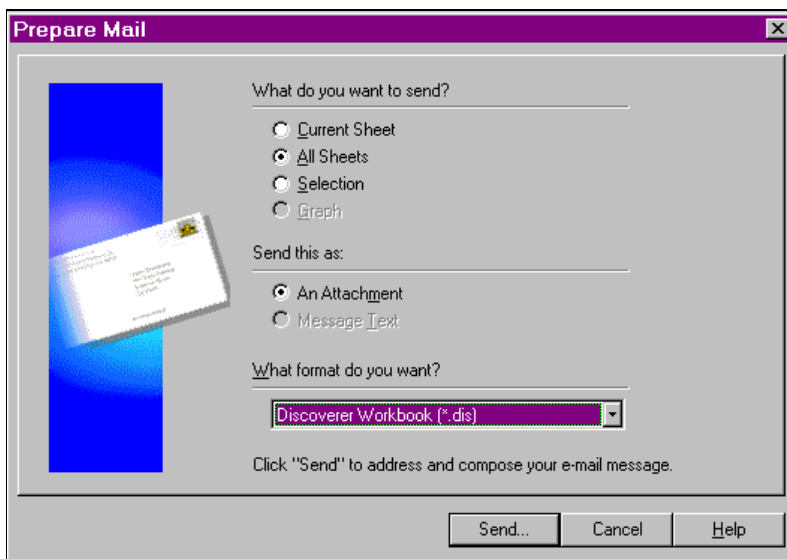 Prepare Mail
What do you want to send?
Current Sheet
All Sheets
Selection
Graph
Send this as:
An Attachment
Message Text
What format do you want?
Discoverer Workbook (*.dis)
Click "Send" to address and compose your e-mail message.
Send... Cancel Help